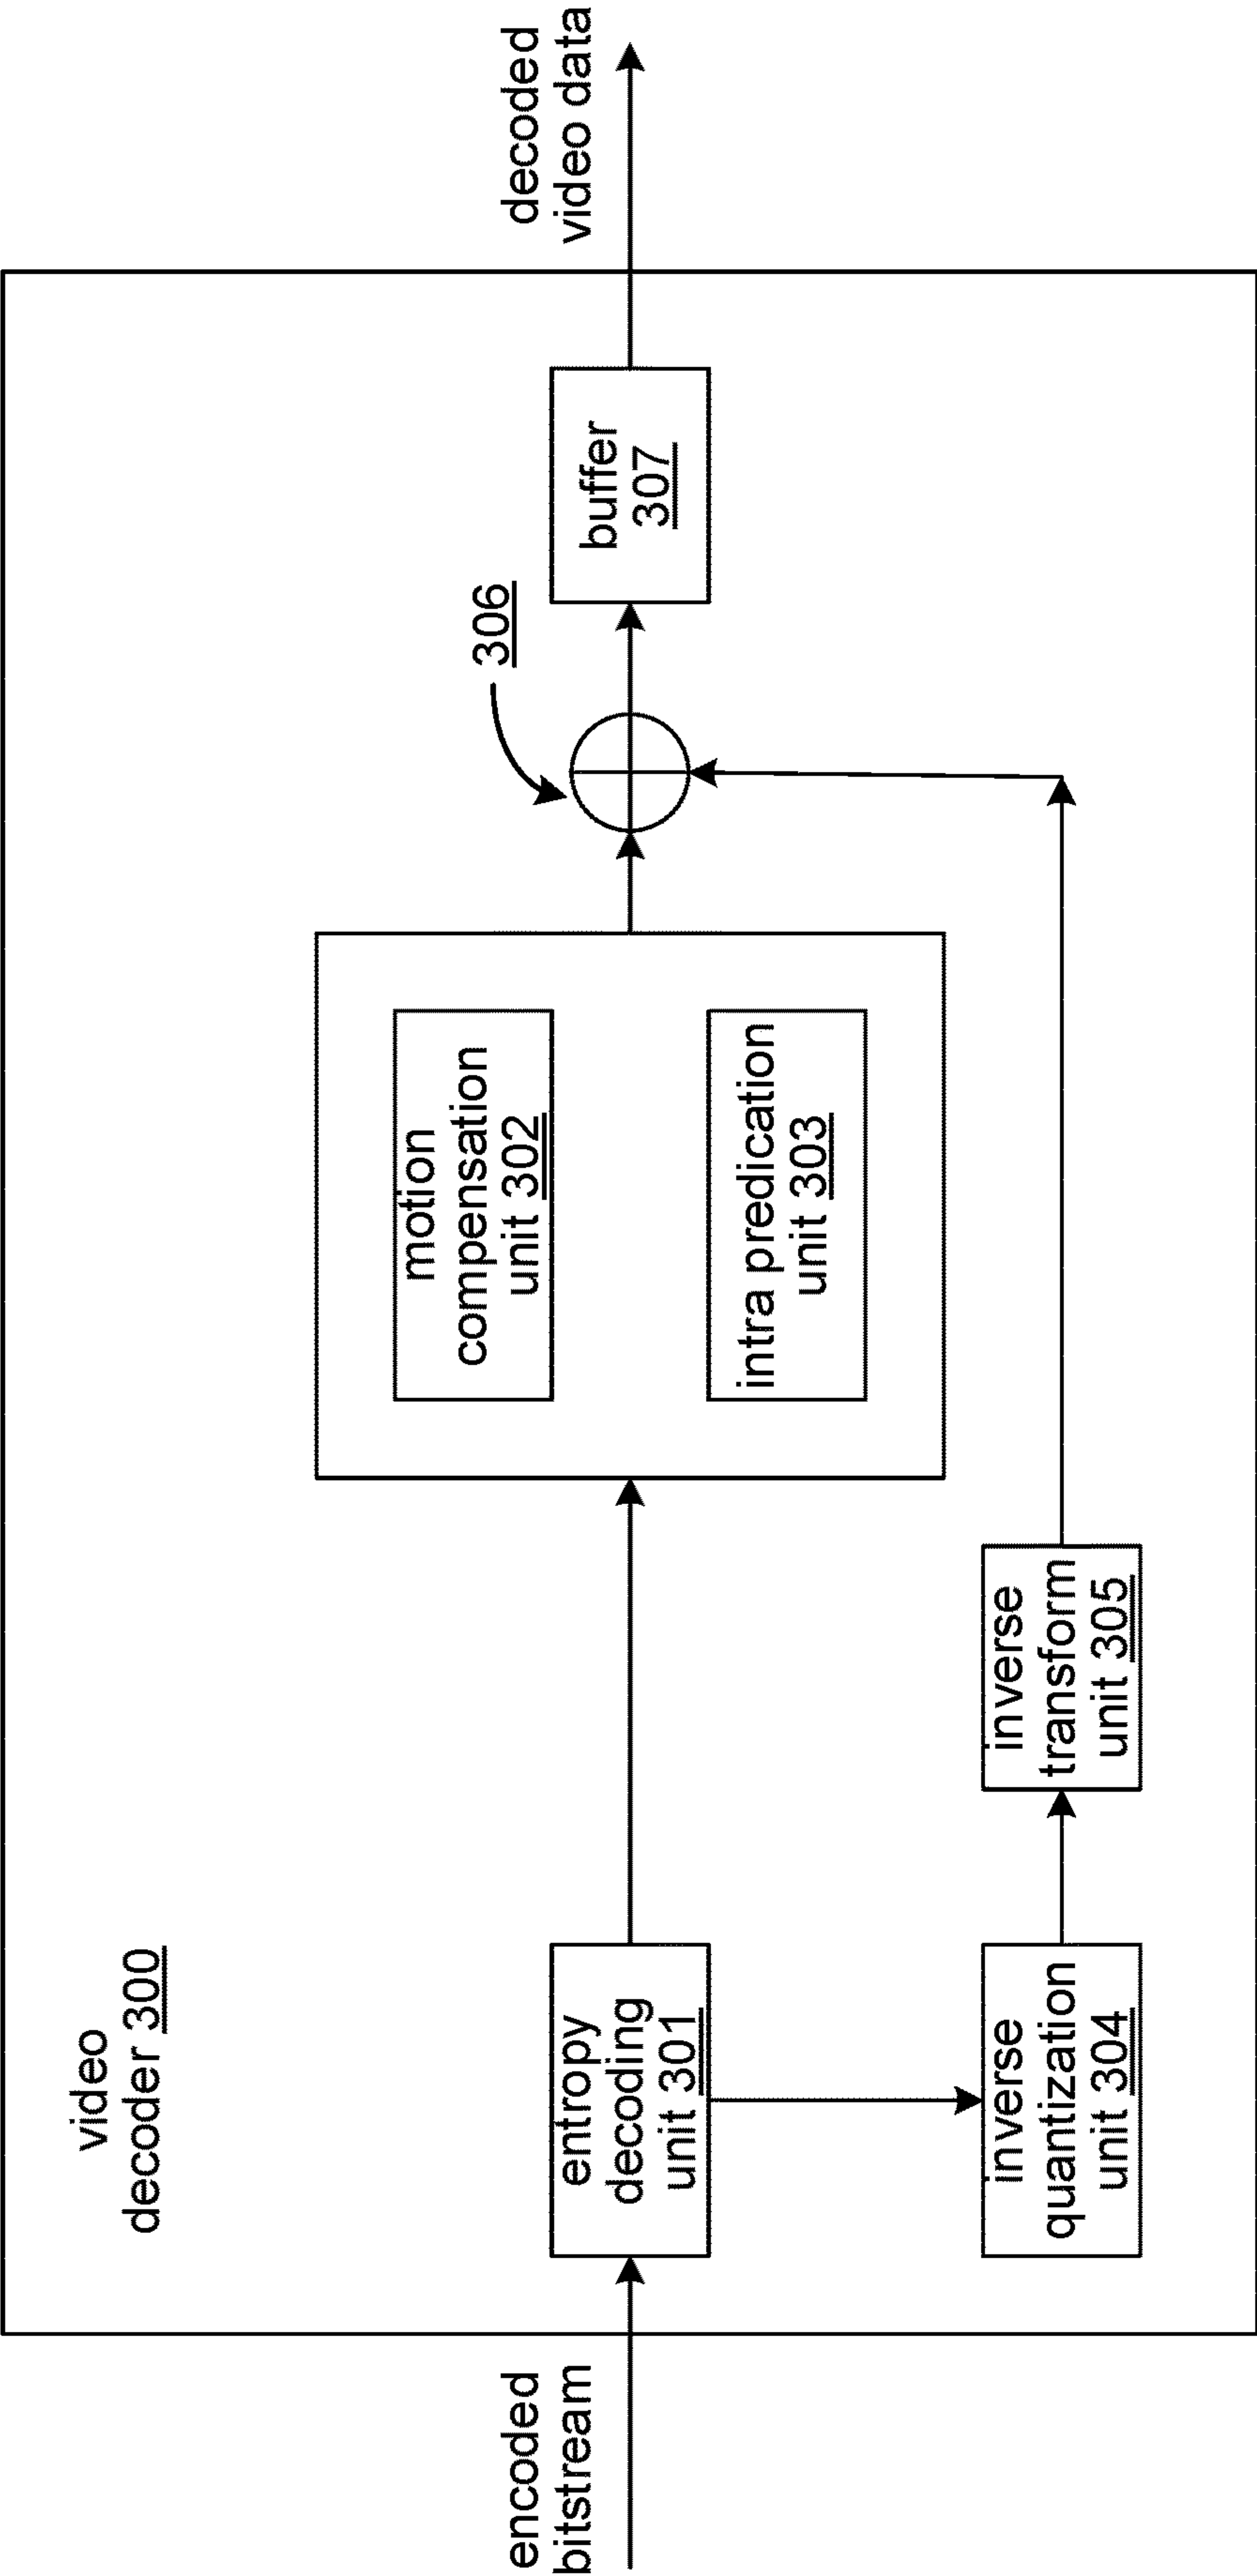 video
decoder 300
encoded
bitstream
entropy
decoding
unit 301
inverse
quantization
unit 304
inverse
transform
unit 305
motion
compensation
unit 302
intra predication
unit 303
306
buffer
307
decoded
video data